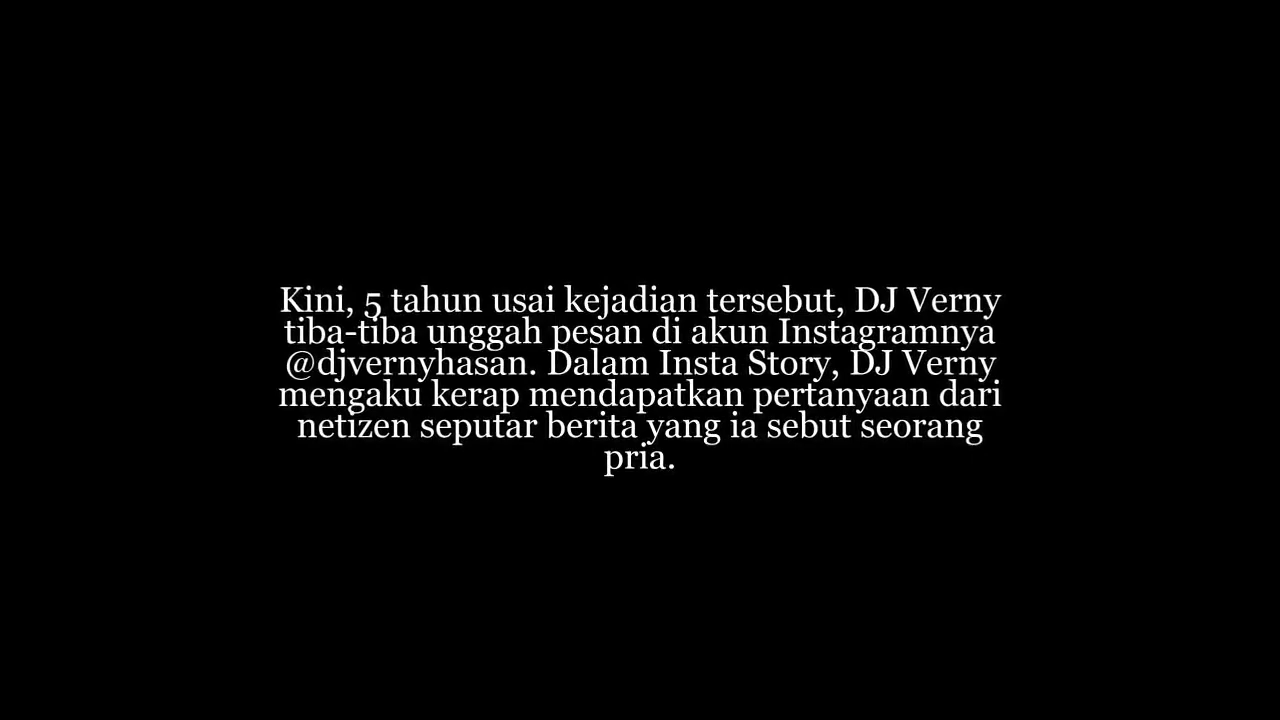 Kini, 5 tahun usai kejadian tersebut, DJ Verny
tiba-tiba unggah pesan di akun Instagramnya
@djvernyhasan. Dalam Insta Story, DJ Verny
mengaku kerap mendapatkan pertanyaan dari
netizen seputar berita yang ia sebut seorang
pria.